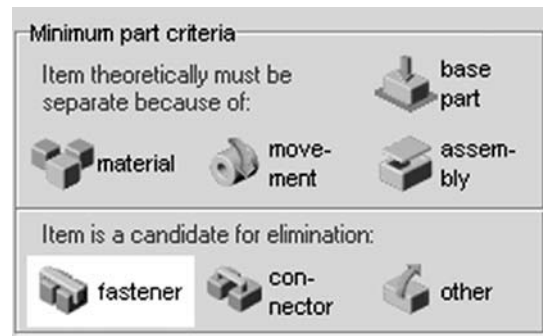 Minimum part criteria
Item theoretically must be
separate because of:
base
part
material
move-
ment
assem-
bly
Item is a candidate for elimination:
fastener
con-
nector
other